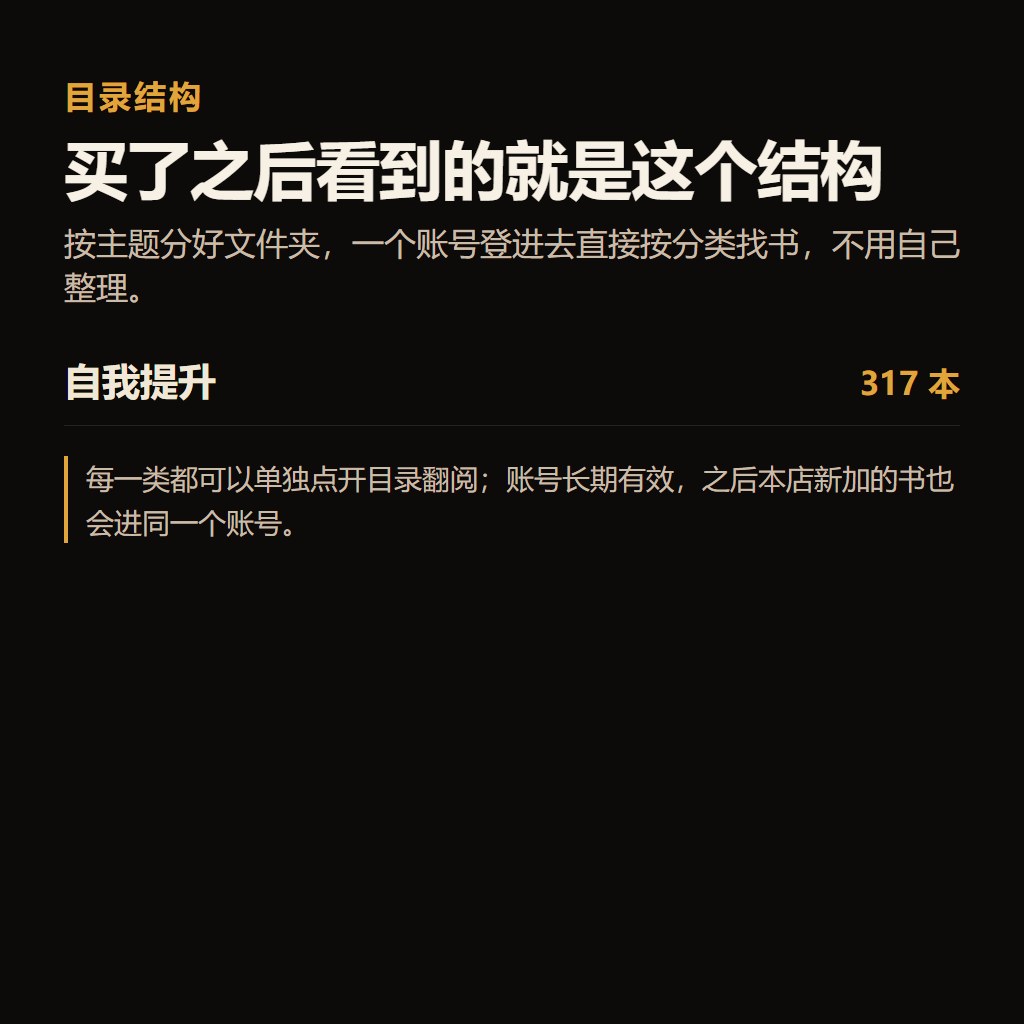 目录结构
买了之后看到的就是这个结构
按主题分好文件夹，一个账号登进去直接按分类找书，不用自己
整理。
自我提升 317 本
每一类都可以单独点开目录翻阅；账号长期有效，之后本店新加的书也
会进同一个账号。